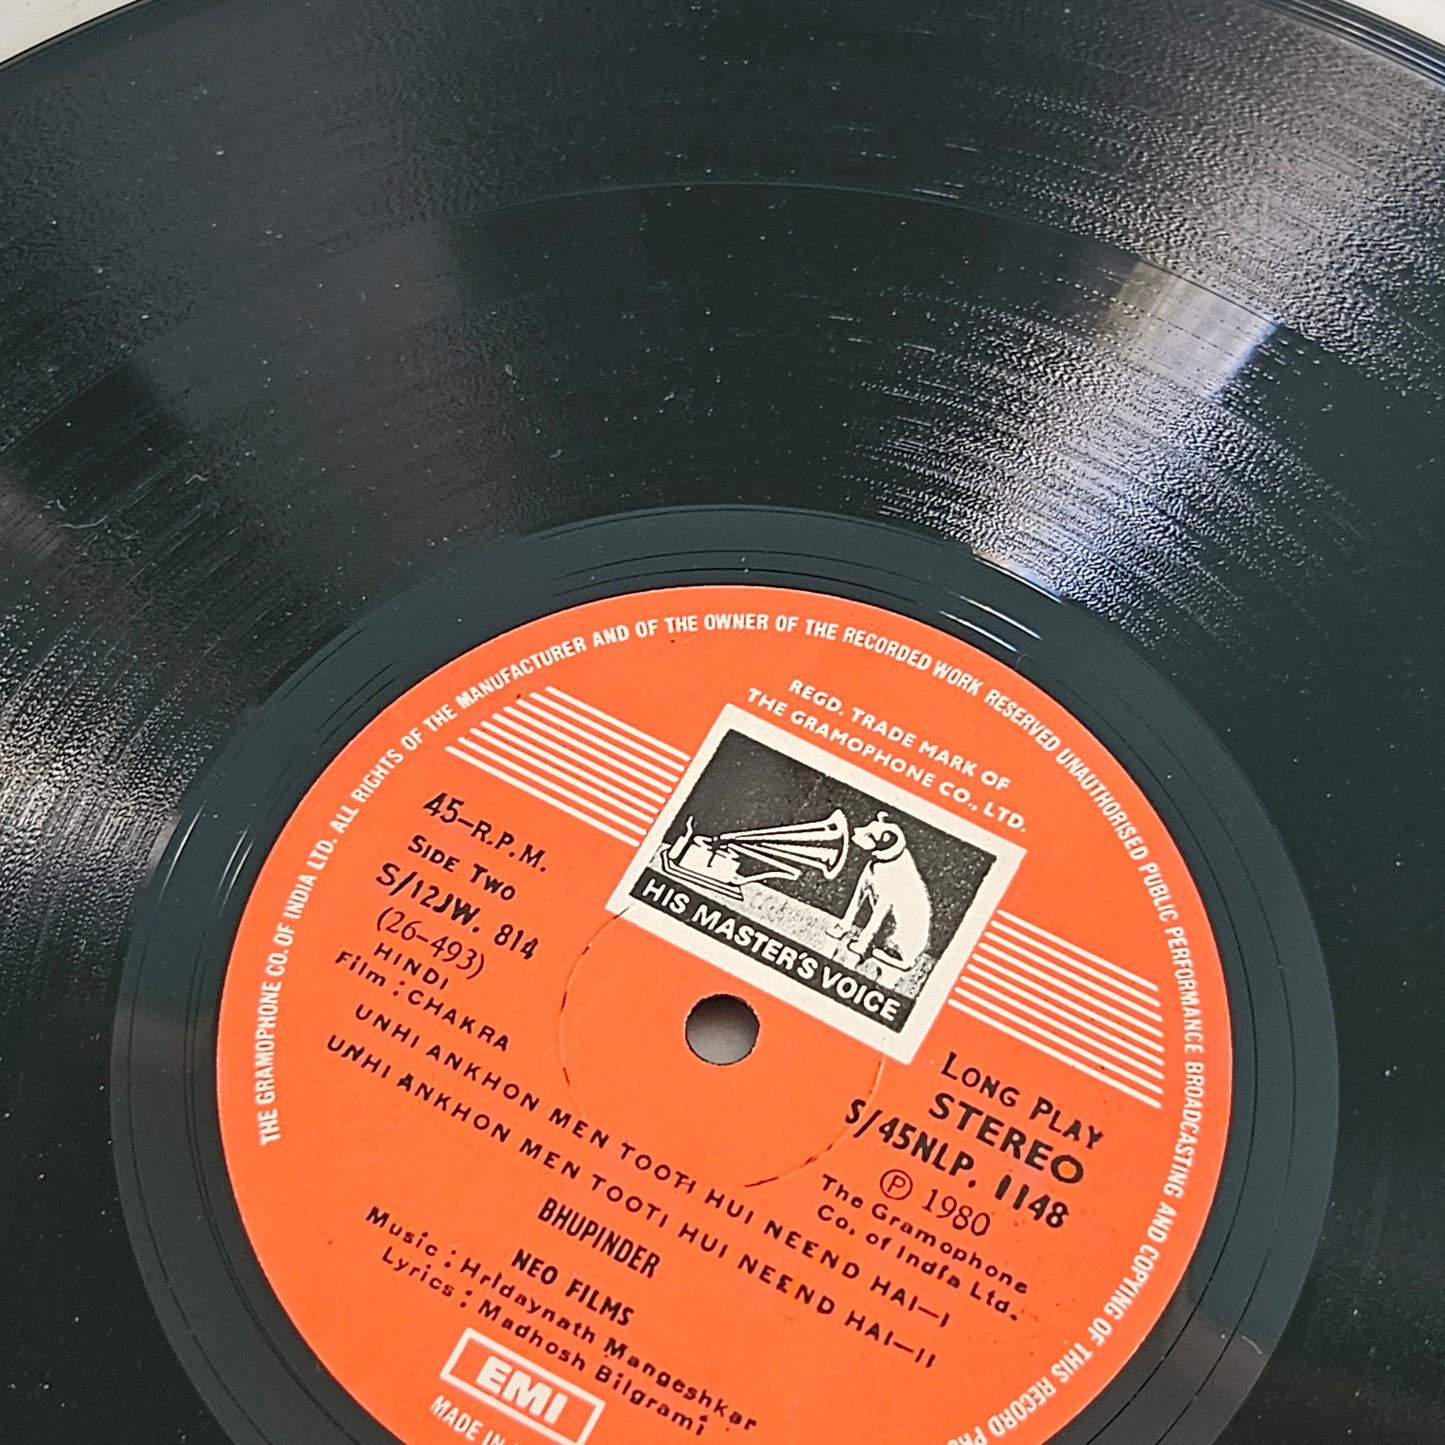 THE GRAMOPHONE CO. OF INDIA LTD. ALL RIGHTS OF THE MANUFACTURER AND OF THE OWNER OF THE RECORDED WORK RESERVED UNAUTHORISED PUBLIC PERFORMANCE BROADCASTING AND COPYING OF THIS RECORD
REGD. TRADE MARK OF
THE GRAMOPHONE CO., LTD.
HIS MASTER'S VOICE
45-R.P.M.
SIDE TWO
S/12JW. 814
(26-493)
HINDI
Film : CHAKRA
UNHI ANKHON MEN TOOTI HUI NEEND HAI-I
UNHI ANKHON MEN TOOTI HUI NEEND HAI-II
BHUPINDER
NEO FILMS
Music : Hridaynath Mangeshkar
Lyrics : Madhosh Bilgrami
LONG PLAY
STEREO
S/45NLP. 1148
Ⓟ 1980
The Gramophone
Co. of India Ltd.
EMI
MADE IN